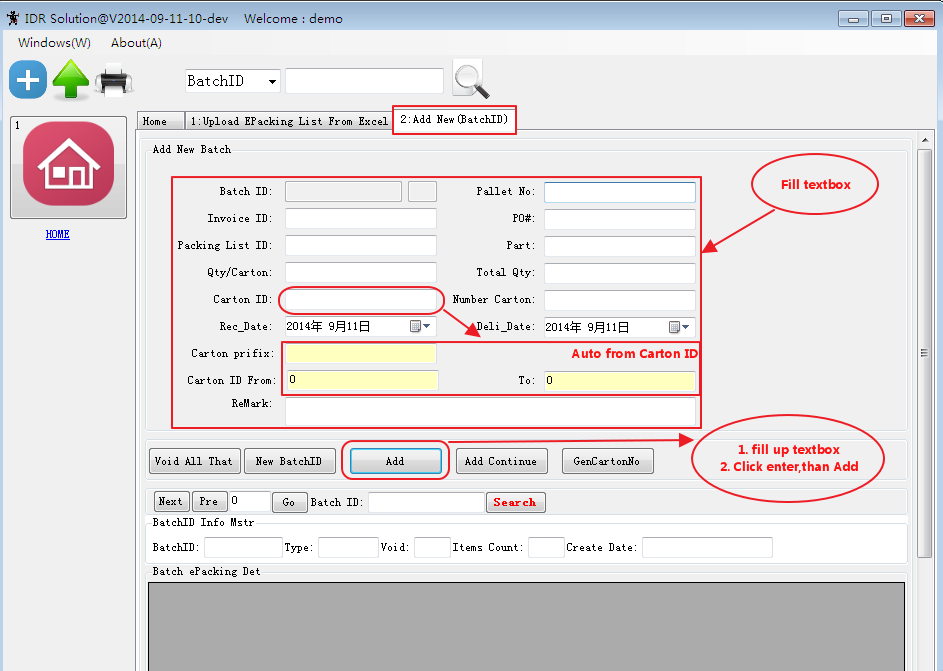 IDR Solution@V2014-09-11-10-dev Welcome : demo
Windows(W) About(A)
BatchID
1
HOME
Home 1:Upload EPacking List From Excel 2:Add New(BatchID)
Add New Batch
Batch ID: Pallet No:
Fill textbox
Invoice ID: PO#:
Packing List ID: Part:
Qty/Carton: Total Qty:
Carton ID: Number Carton:
Rec_Date: 2014年 9月11日 Deli_Date: 2014年 9月11日
Carton prifix: Auto from Carton ID
Carton ID From: 0 To: 0
ReMark:
1. fill up textbox
2. Click enter,than Add
Void All That New BatchID Add Add Continue GenCartonNo
Next Pre 0 Go Batch ID: Search
BatchID Info Mstr
BatchID: Type: Void: Items Count: Create Date:
Batch ePacking Det